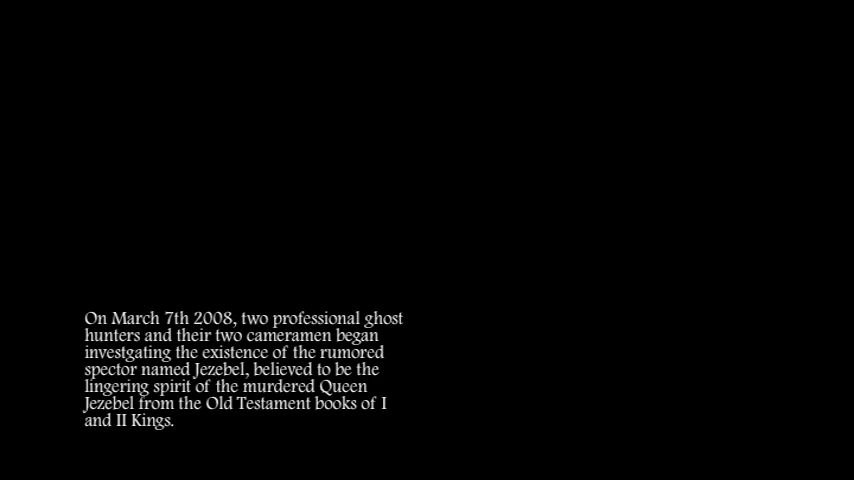 On March 7th 2008, two professional ghost
hunters and their two cameramen began
investgating the existence of the rumored
spector named Jezebel, believed to be the
lingering spirit of the murdered Queen
Jezebel from the Old Testament books of I
and II Kings.